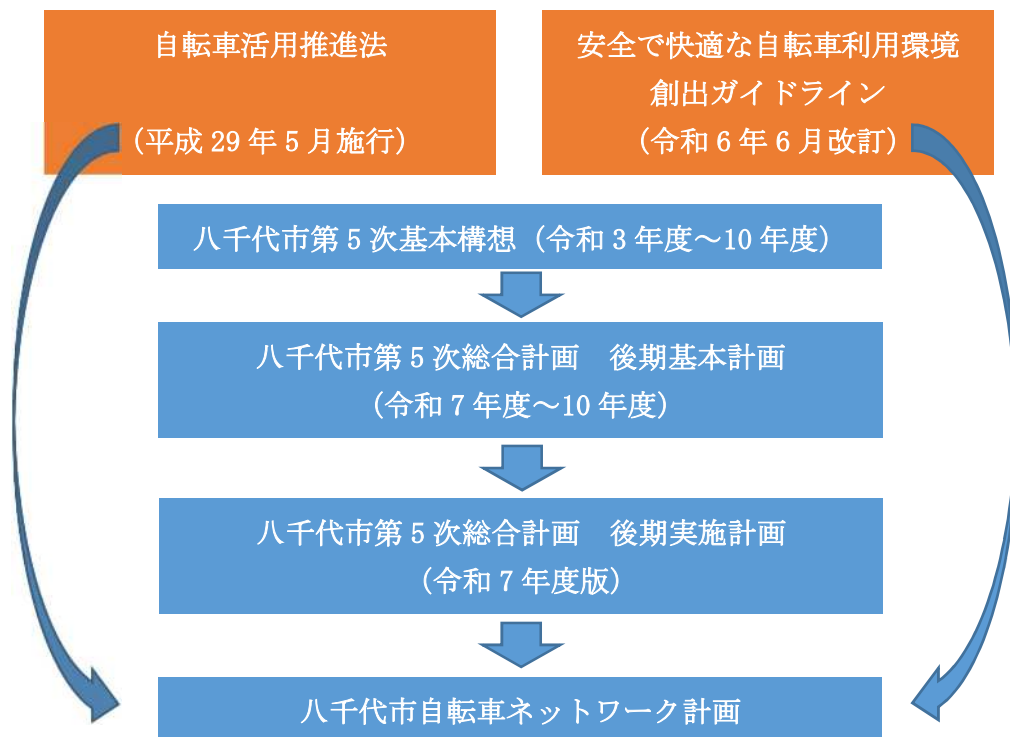 自転車活用推進法
(平成 29 年 5 月施行)
安全で快適な自転車利用環境
創出ガイドライン
(令和 6 年 6 月改訂)
八千代市第 5 次基本構想（令和 3 年度～10 年度）
八千代市第 5 次総合計画　後期基本計画
（令和 7 年度～10 年度）
八千代市第 5 次総合計画　後期実施計画
（令和 7 年度版）
八千代市自転車ネットワーク計画